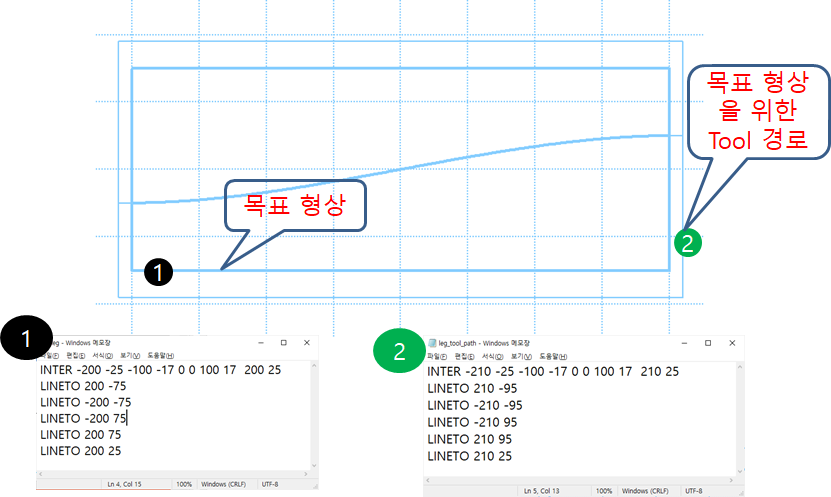 목표 형상
을 위한
Tool 경로
목표 형상
2
1
1
leg - Windows 메모장
파일(F) 편집(E) 서식(O) 보기(V) 도움말(H)
INTER -200 -25 -100 -17 0 0 100 17 200 25
LINETO 200 -75
LINETO -200 -75
LINETO -200 75
LINETO 200 75
LINETO 200 25
Ln 4, Col 15 100% Windows (CRLF) UTF-8
2
leg_tool_path - Windows 메모장
파일(F) 편집(E) 서식(O) 보기(V) 도움말(H)
INTER -210 -25 -100 -17 0 0 100 17 210 25
LINETO 210 -95
LINETO -210 -95
LINETO -210 95
LINETO 210 95
LINETO 210 25
Ln 5, Col 13 100% Windows (CRLF) UTF-8